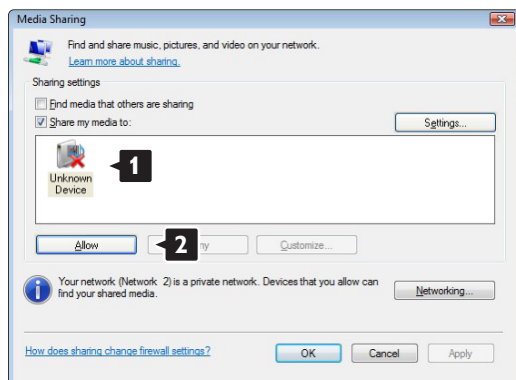 Media Sharing
Find and share music, pictures, and video on your network.
Learn more about sharing.
Sharing settings
Find media that others are sharing
Share my media to:
Settings...
Unknown
Device
1
Allow
2
ny
Customize...
Your network (Network 2) is a private network. Devices that you allow can
find your shared media.
Networking...
How does sharing change firewall settings?
OK
Cancel
Apply